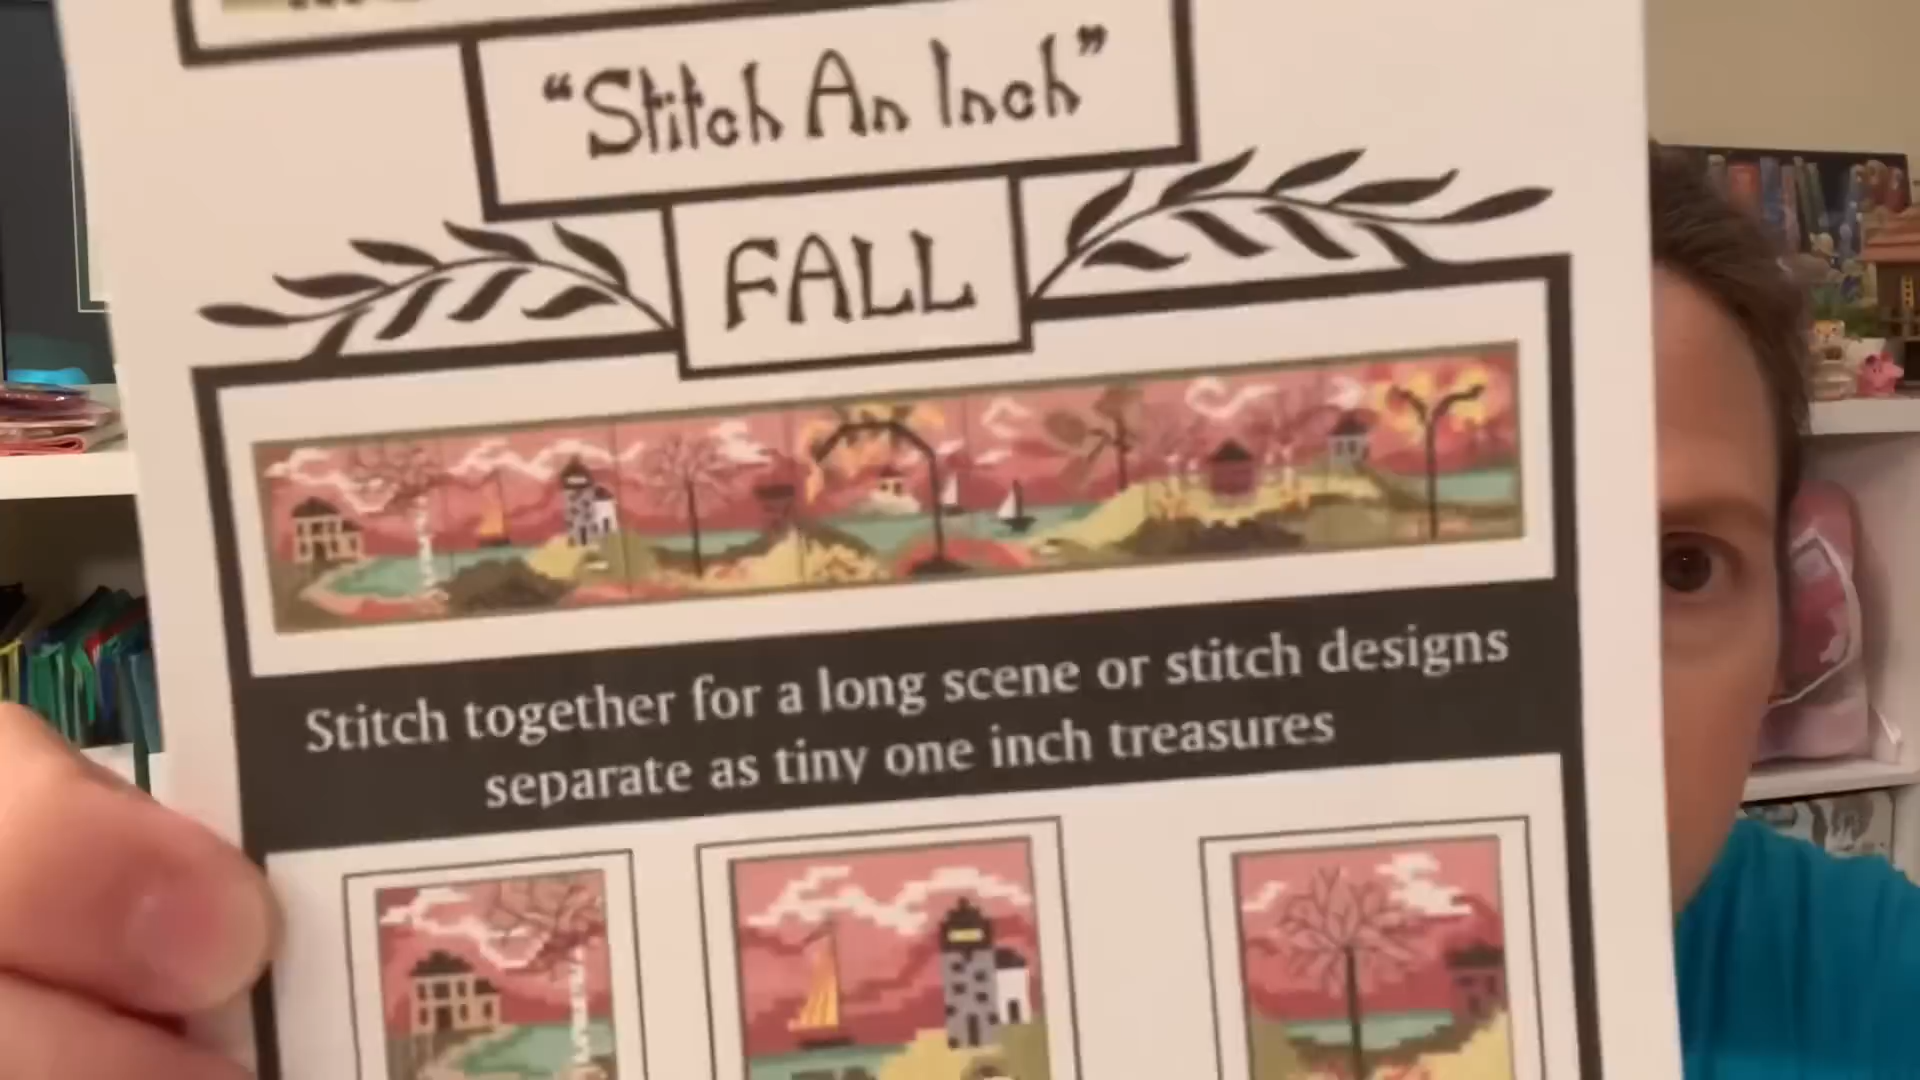 “Stitch An Inch”
FALL
Stitch together for a long scene or stitch designs
separate as tiny one inch treasures